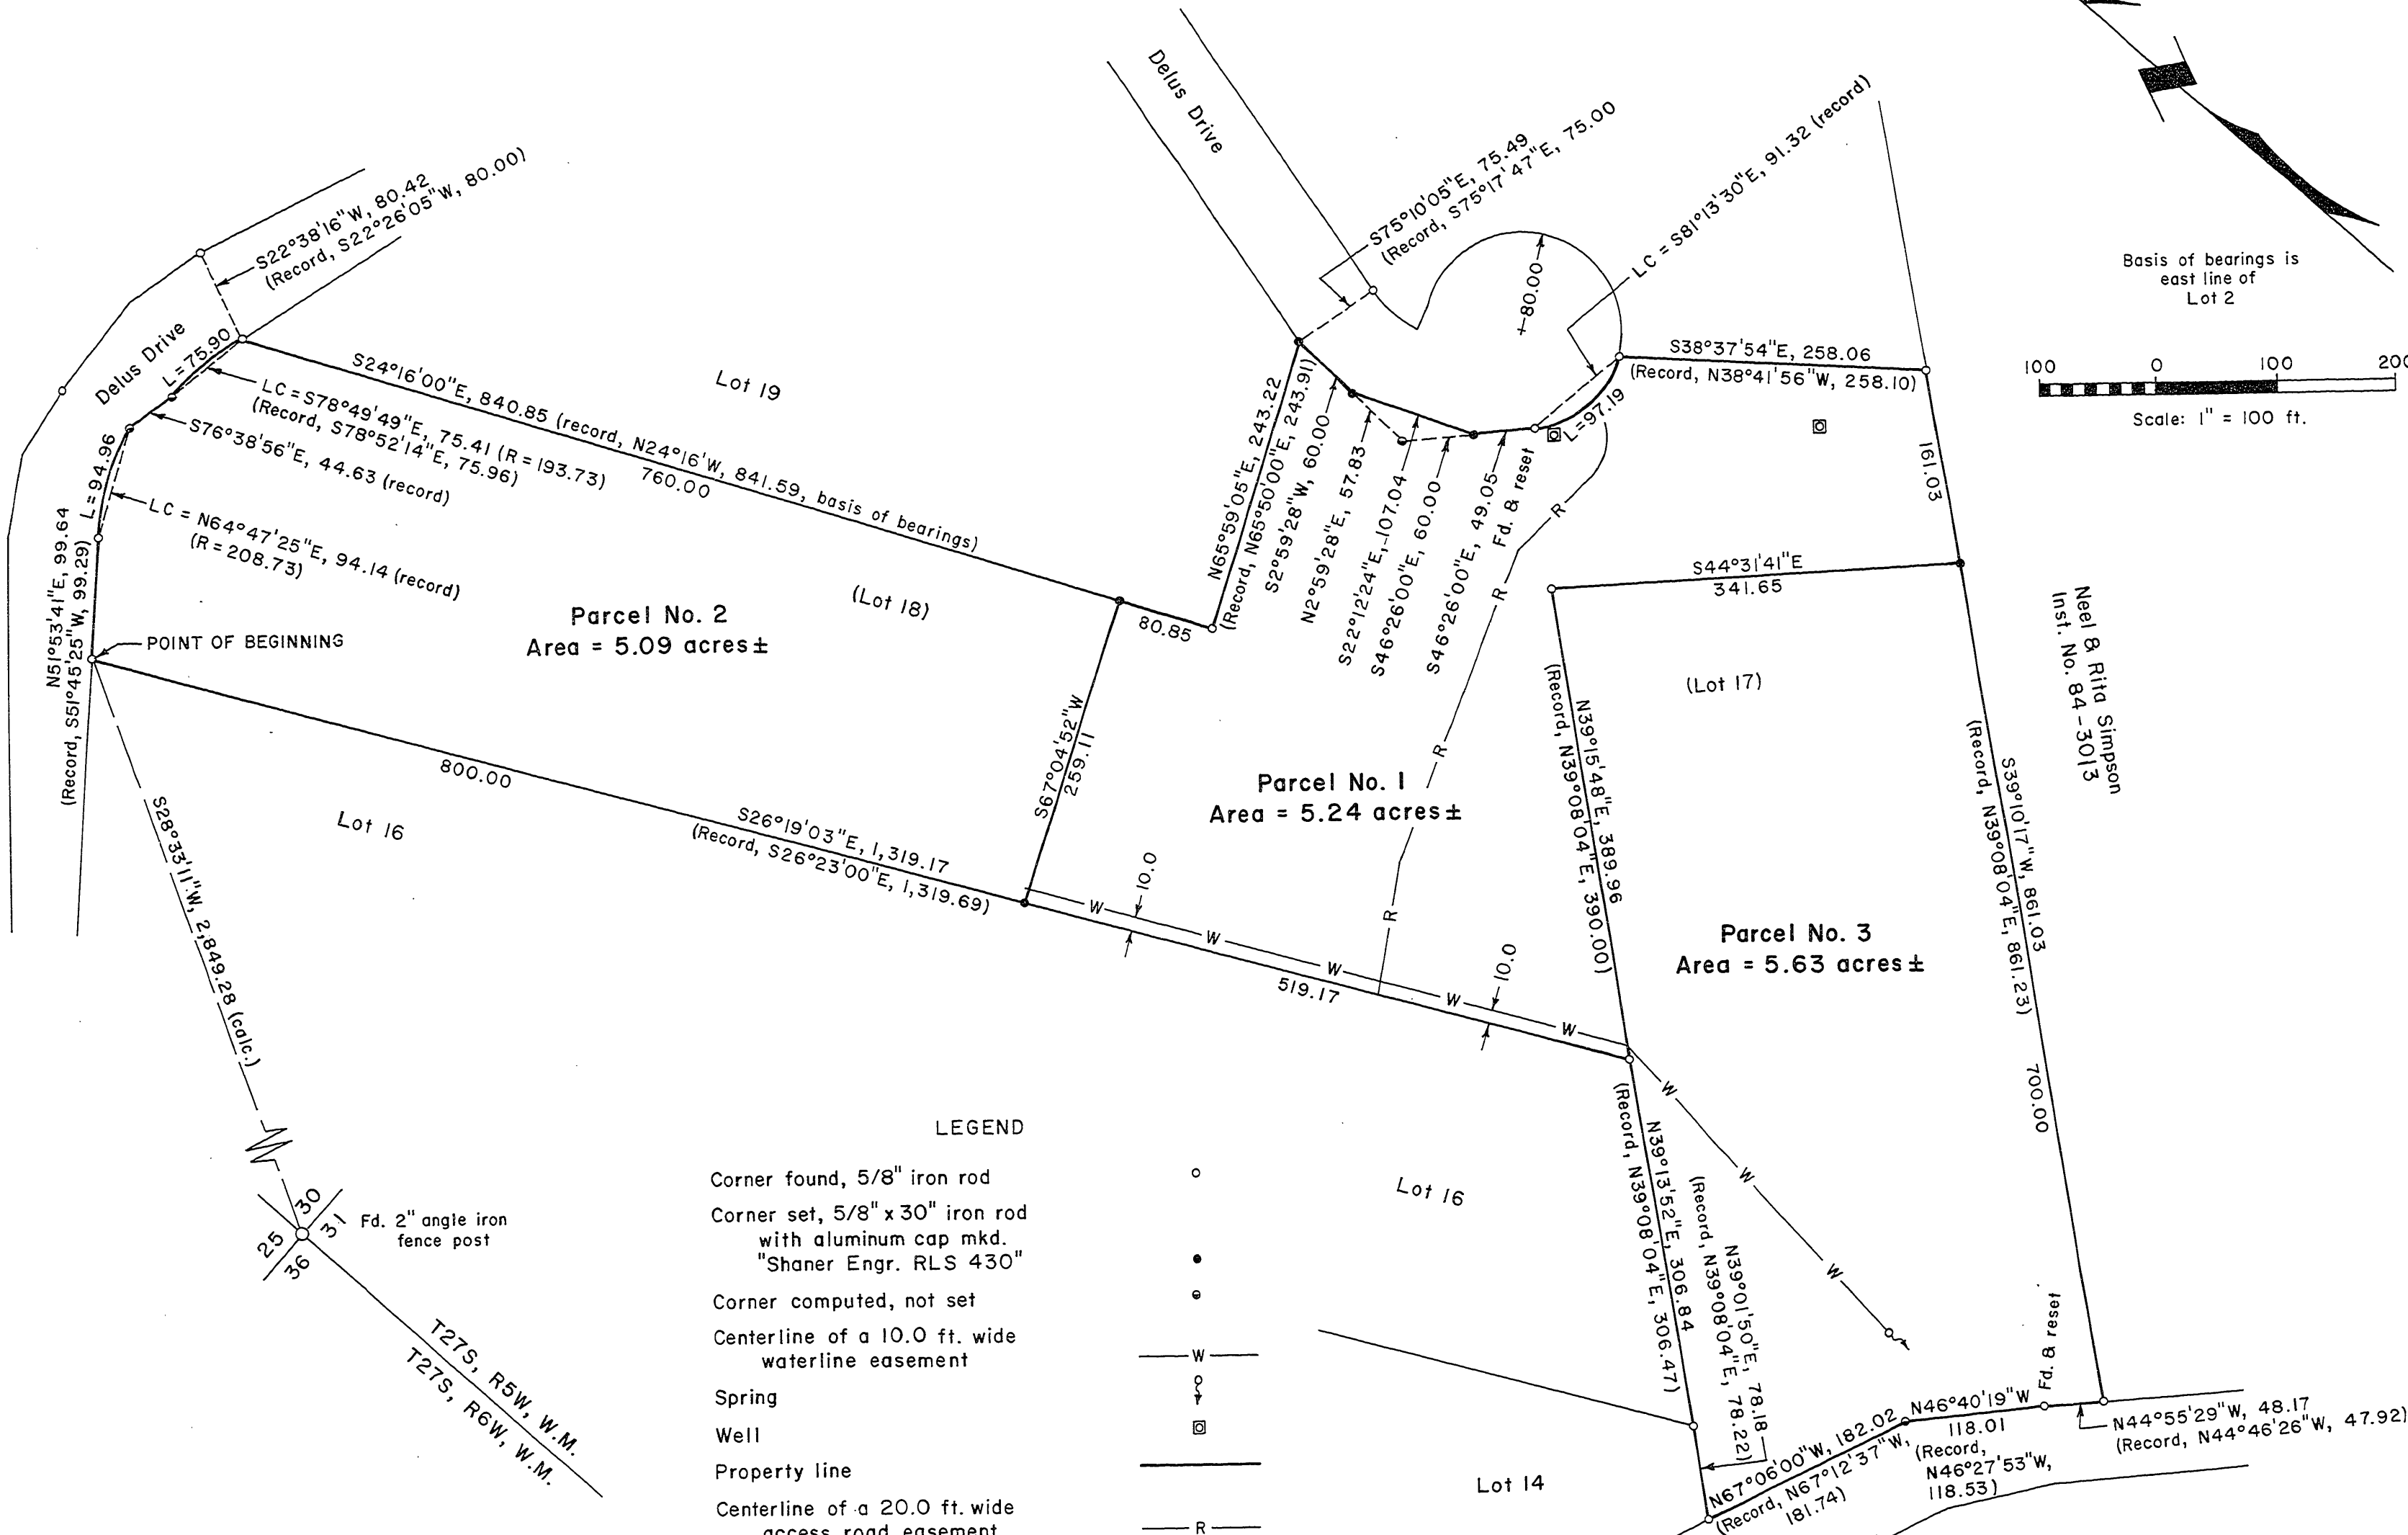 Delus Drive
S75°10'05"E, 75.49
(Record, S75°17'47"E, 75.00
LC = S81°13'30"E, 91.32 (record)
Basis of bearings is
east line of
Lot 2
100 0 100 200
Scale: 1" = 100 ft.
S22°38'16"W, 80.42
(Record, S22°26'05"W, 80.00)
Delus Drive
L=75.90
LC = S78°49'49"E, 75.41 (R=193.73)
(Record, S78°52'14"E, 75.96)
S76°38'56"E, 44.63 (record)
L=94.96
LC = N64°47'25"E, 94.14 (record)
(R=208.73)
N51°53'41"E, 99.64
(Record, S51°45'25"W, 99.29)
POINT OF BEGINNING
S24°16'00"E, 840.85 (record, N24°16'W, 841.59, basis of bearings)
760.00
Lot 19
(Lot 18)
Parcel No. 2
Area = 5.09 acres±
80.85
N65°59'05"E, 243.22
(Record, N65°50'00"E, 243.91)
S2°59'28"W, 60.00
N2°59'28"E, 57.83
S22°12'24"E, 107.04
S46°26'00"E, 60.00
S46°26'00"E, 49.05
Fd. & reset
+80.00
L=97.19
S38°37'54"E, 258.06
(Record, N38°41'56"W, 258.10)
161.03
S44°31'41"E
341.65
(Lot 17)
Neel & Rita Simpson
Inst. No. 84-3013
R
R
R
R
S67°04'52"W
259.11
Parcel No. 1
Area = 5.24 acres±
N39°15'48"E, 389.96
(Record, N39°08'04"E, 390.00)
Parcel No. 3
Area = 5.63 acres±
S39°10'17"W, 861.03
(Record, N39°08'04"E, 861.23)
700.00
800.00
S26°19'03"E, 1,319.17
(Record, S26°23'00"E, 1,319.69)
Lot 16
S28°33'11"W, 2,849.28 (calc.)
10.0
W
W
W
W
W
10.0
519.17
W
W
W
N39°13'52"E, 306.84
(Record, N39°08'04"E, 306.47)
N39°01'50"E, 78.18
(Record, N39°08'04"E, 78.22)
Lot 16
Lot 14
Fd. & reset
N67°06'00"W, 182.02
(Record, N67°12'37"W,
181.74)
N46°40'19"W
118.01
(Record,
N46°27'53"W,
118.53)
N44°55'29"W, 48.17
(Record, N44°46'26"W, 47.92)
30
25
31
36
Fd. 2" angle iron
fence post
T27S, R5W, W.M.
T27S, R6W, W.M.
LEGEND
Corner found, 5/8" iron rod
Corner set, 5/8" x 30" iron rod
with aluminum cap mkd.
"Shaner Engr. RLS 430"
Corner computed, not set
Centerline of a 10.0 ft. wide
waterline easement
W
Spring
Well
Property line
Centerline of a 20.0 ft. wide
access road easement
R